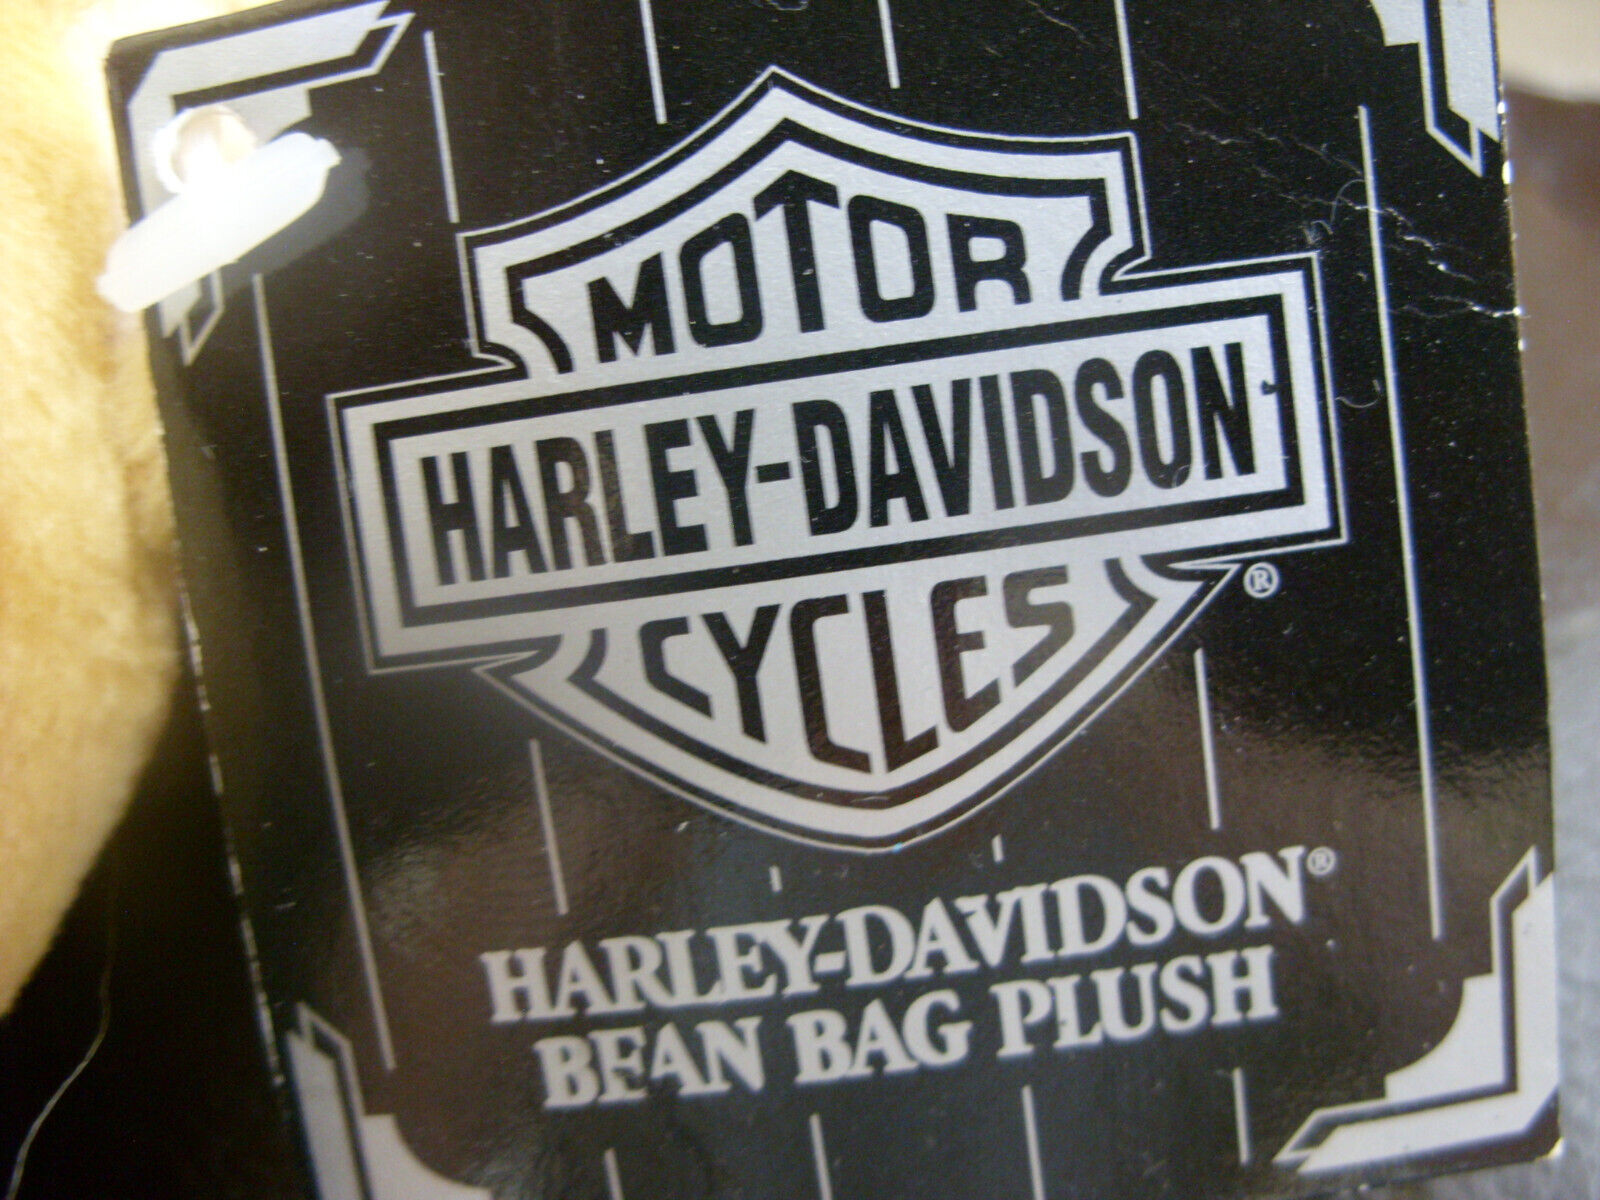 MOTOR
HARLEY-DAVIDSON
CYCLES
®
HARLEY-DAVIDSON®
BEAN BAG PLUSH